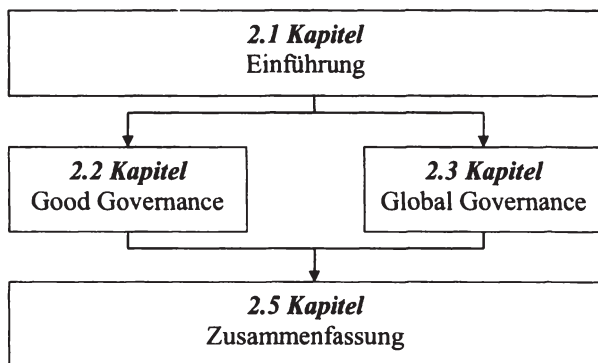 2.1 Kapitel
Einführung
2.2 Kapitel
Good Governance
2.3 Kapitel
Global Governance
2.5 Kapitel
Zusammenfassung